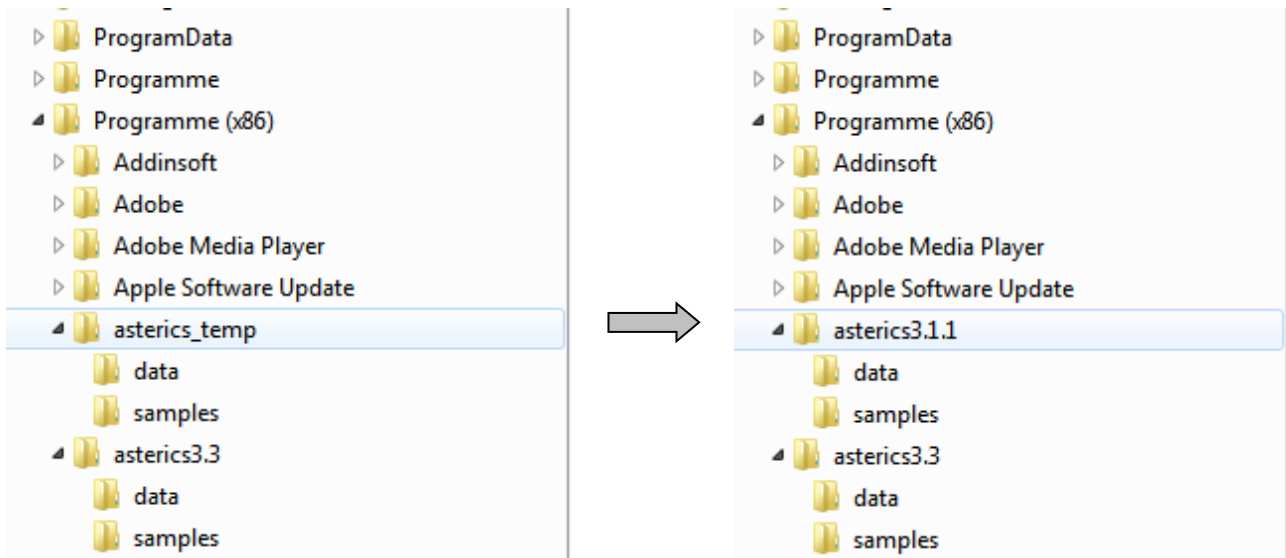 ProgramData
Programme
Programme (x86)
Addinsoft
Adobe
Adobe Media Player
Apple Software Update
asterics_temp
data
samples
asterics3.3
data
samples
ProgramData
Programme
Programme (x86)
Addinsoft
Adobe
Adobe Media Player
Apple Software Update
asterics3.1.1
data
samples
asterics3.3
data
samples